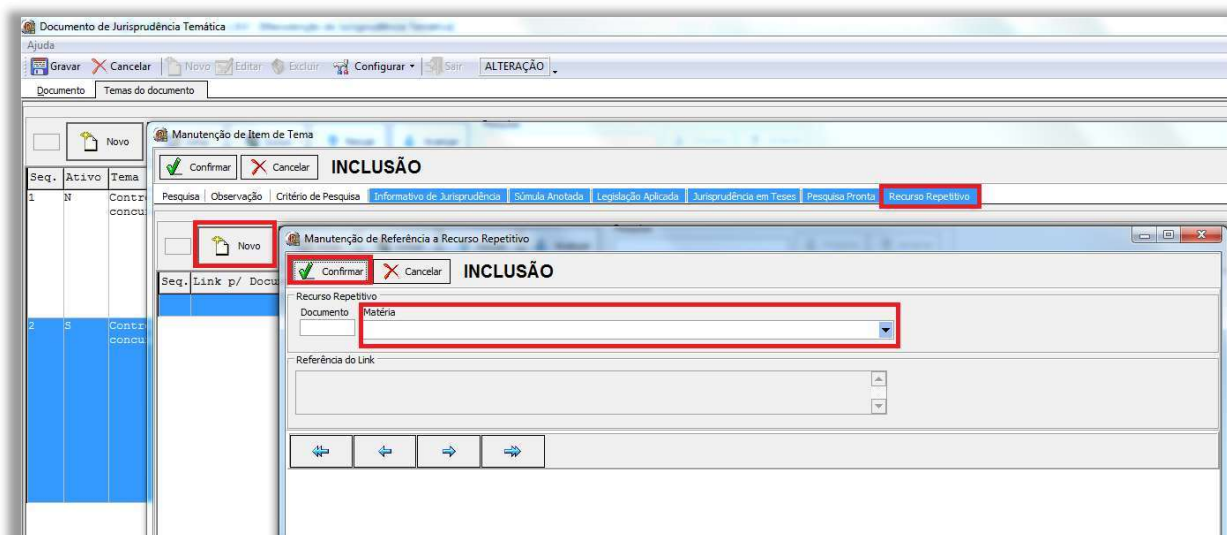 Documento de Jurisprudência Temática
Ajuda
Gravar Cancelar Novo Editar Excluir Configurar Sair ALTERAÇÃO
Documento Temas do documento
Novo
Manutenção de Item de Tema
Confirmar Cancelar INCLUSÃO
Seq. Ativo Tema
Pesquisa Observação Critério de Pesquisa Informativo de Jurisprudência Súmula Anotada Legislação Aplicada Jurisprudência em Teses Pesquisa Pronta Recurso Repetitivo
1 N Contr
concu
Novo
Manutenção de Referência a Recurso Repetitivo
Confirmar Cancelar INCLUSÃO
Seq. Link p/ Docu
Recurso Repetitivo
Documento Matéria
2 S Contr
concu
Referência do Link